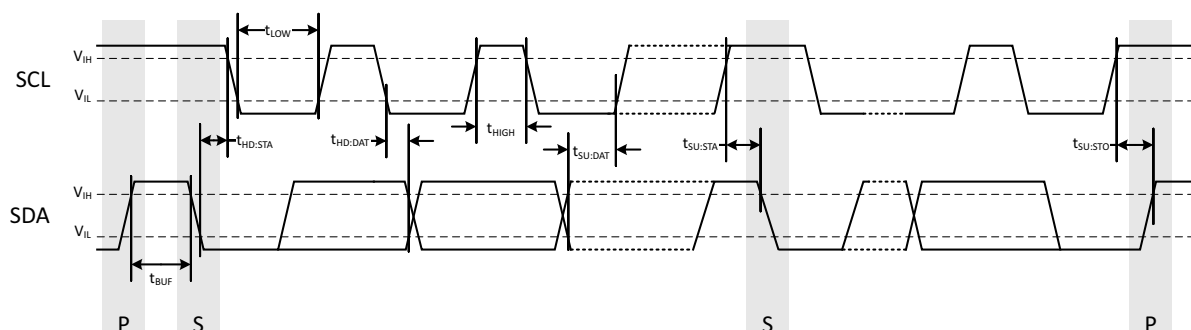 tLOW
VIH
SCL
VIL
tHD:STA
tHD:DAT
tHIGH
tSU:DAT
tSU:STA
tSU:STO
VIH
SDA
VIL
tBUF
P
S
S
P